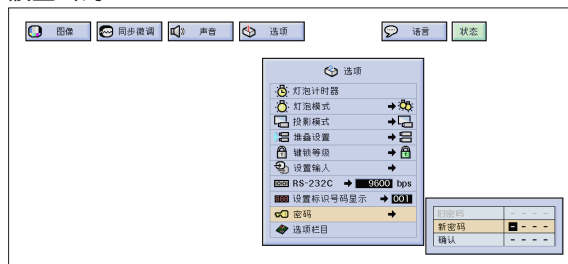 图像 同步微调 声音 选项 语言 状态
选项
灯泡计时器
灯泡模式
投影模式
堆叠设置
键锁等级
设置输入
RS-232C 9600 bps
设置标识号码显示 001
密码
选项栏目
旧密码 - - - -
新密码 - - - -
确认 - - - -